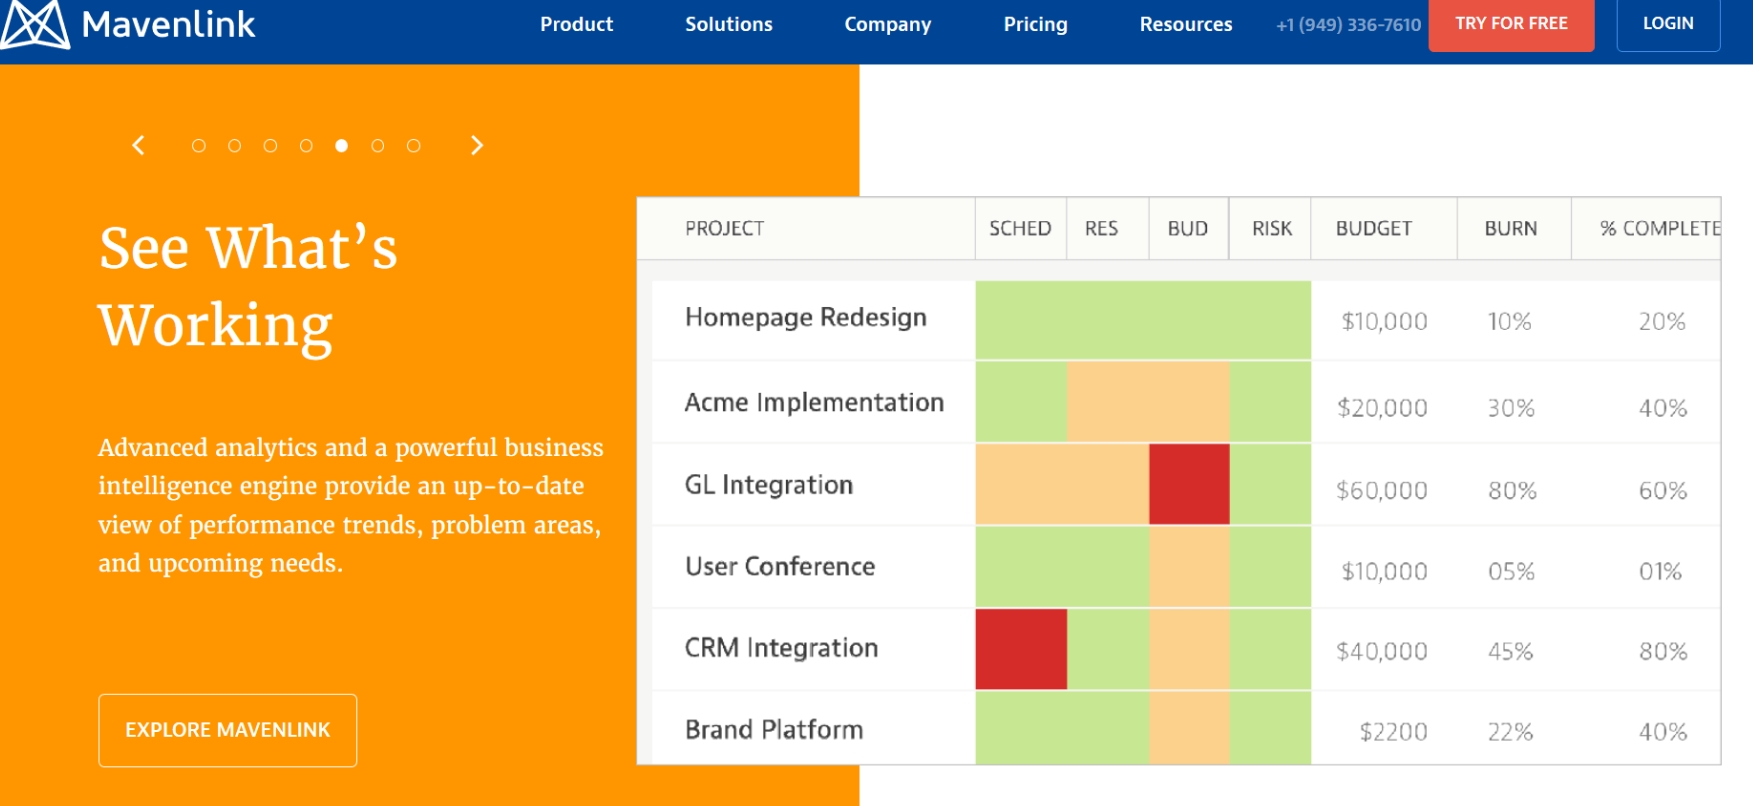 Mavenlink Product Solutions Company Pricing Resources +1 (949) 336-7610 TRY FOR FREE LOGIN
See What’s
Working
Advanced analytics and a powerful business
intelligence engine provide an up-to-date
view of performance trends, problem areas,
and upcoming needs.
EXPLORE MAVENLINK
PROJECT SCHED RES BUD RISK BUDGET BURN % COMPLETE
Homepage Redesign $10,000 10% 20%
Acme Implementation $20,000 30% 40%
GL Integration $60,000 80% 60%
User Conference $10,000 05% 01%
CRM Integration $40,000 45% 80%
Brand Platform $2200 22% 40%